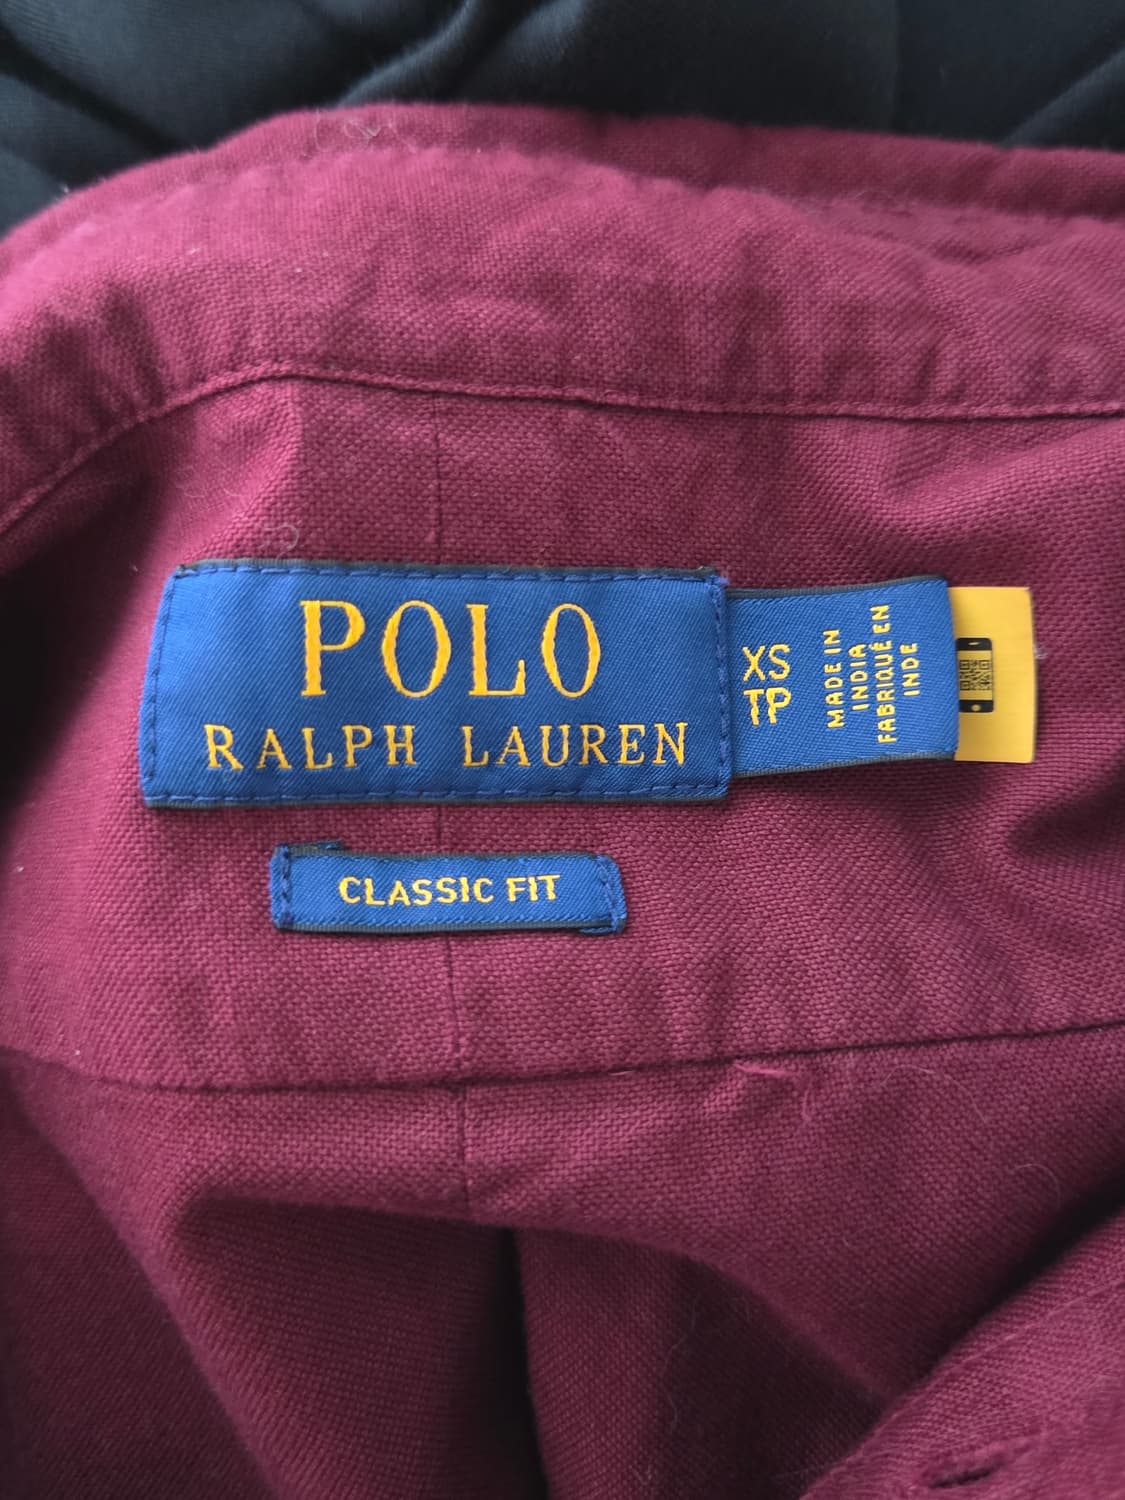 POLO
RALPH LAUREN
XS
TP
MADE IN
INDIA
FABRIQUÉ EN
INDE
CLASSIC FIT